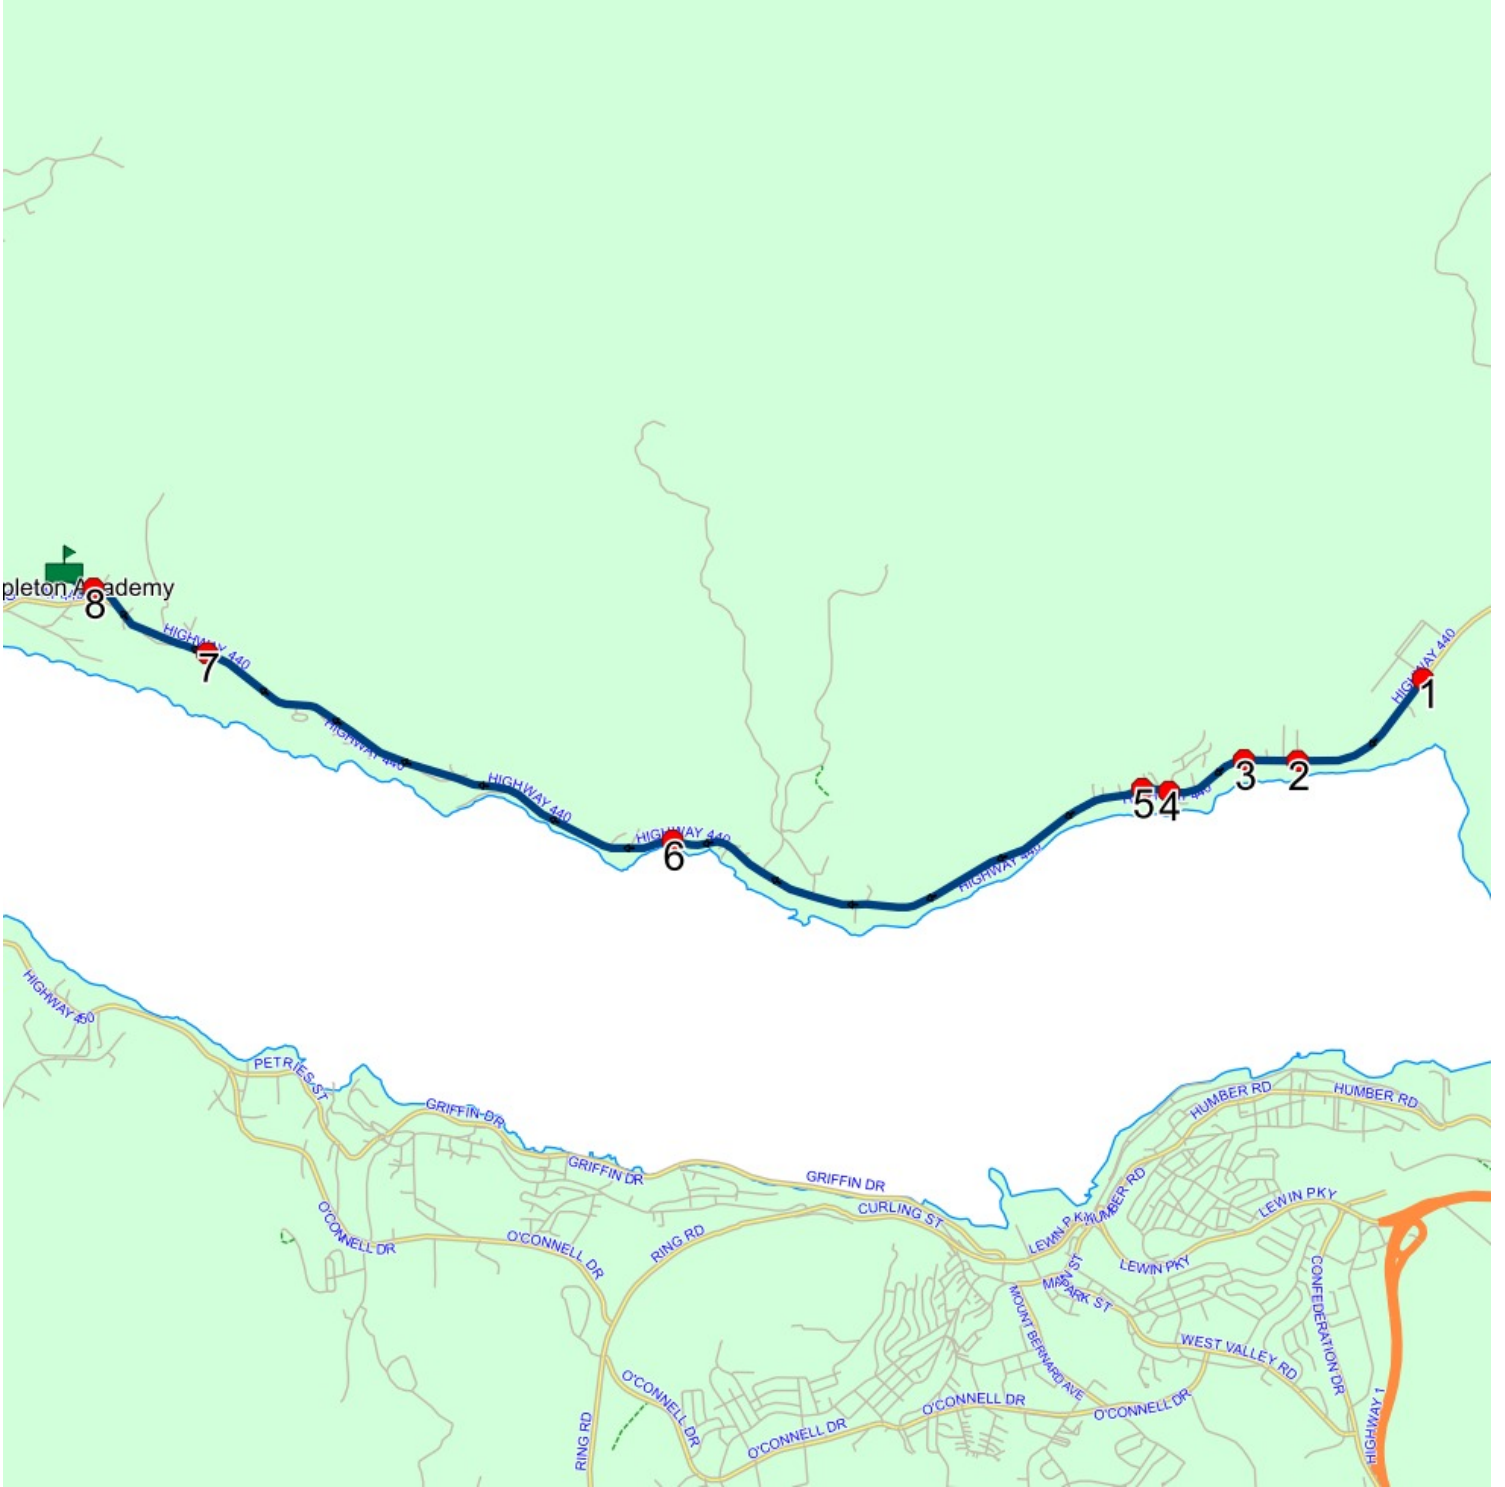 pleton Academy
8
HIGHWAY 440
7
HIGHWAY 440
HIGHWAY 440
HIGHWAY 440
6
HIGHWAY 440
5
4
3
2
HIGHWAY 440
1
HIGHWAY 450
PETRIES ST
GRIFFIN DR
GRIFFIN DR
GRIFFIN DR
CURLING ST
HUMBER RD
HUMBER RD
HUMBER RD
LEWIN PKY
LEWIN PKY
LEWIN PKY
O'CONNELL DR
O'CONNELL DR
RING RD
MAIN ST
PARK ST
MOUNT BERNARD AVE
WEST VALLEY RD
CONFEDERATION DR
O'CONNELL DR
O'CONNELL DR
O'CONNELL DR
O'CONNELL DR
RING RD
HIGHWAY 1